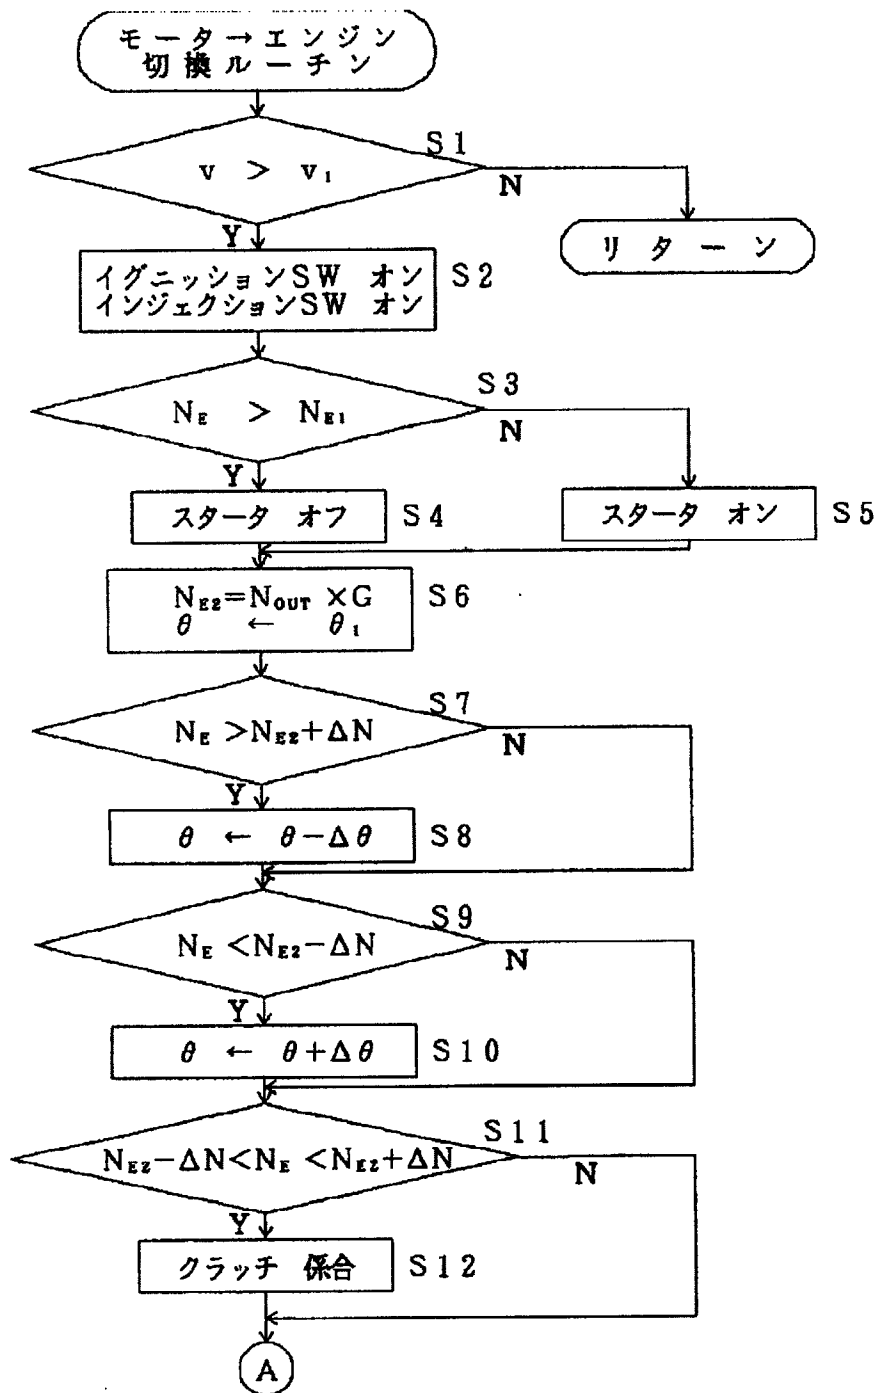 モータ→エンジン
切換ルーチン
S1
v > v₁
N
Y
リターン
イグニッションSW オン
インジェクションSW オン
S2
S3
N_E > N_E1
N
Y
スタータ オフ
S4
スタータ オン
S5
N_E2=N_OUT×G
θ ← θ₁
S6
S7
N_E>N_E2+ΔN
N
Y
θ ← θ-Δθ
S8
S9
N_E<N_E2-ΔN
N
Y
θ ← θ+Δθ
S10
S11
N_E2-ΔN<N_E<N_E2+ΔN
N
Y
クラッチ 係合
S12
A